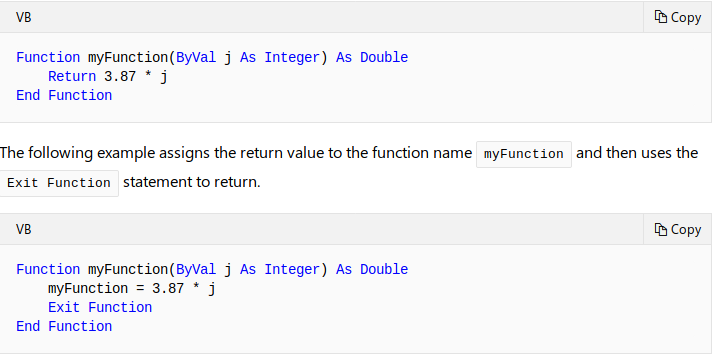 VB
Copy
Function myFunction(ByVal j As Integer) As Double
    Return 3.87 * j
End Function
The following example assigns the return value to the function name myFunction and then uses the
Exit Function statement to return.
VB
Copy
Function myFunction(ByVal j As Integer) As Double
    myFunction = 3.87 * j
    Exit Function
End Function